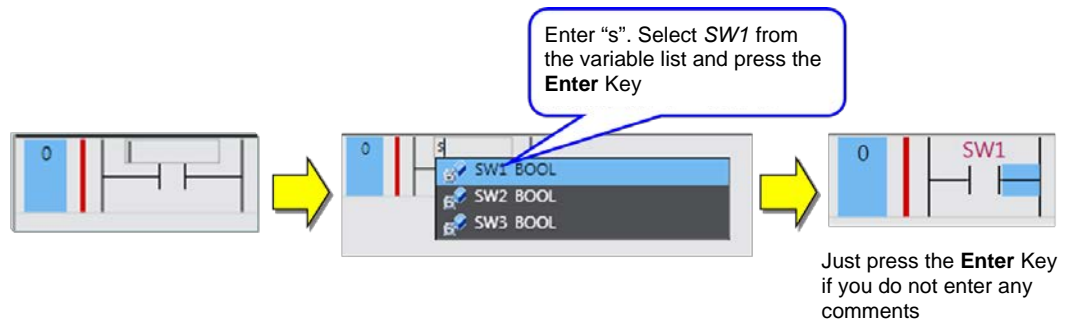 Enter “s”. Select SW1 from
the variable list and press the
Enter Key
0
0
s
SW1 BOOL
SW2 BOOL
SW3 BOOL
0
SW1
Just press the Enter Key
if you do not enter any
comments